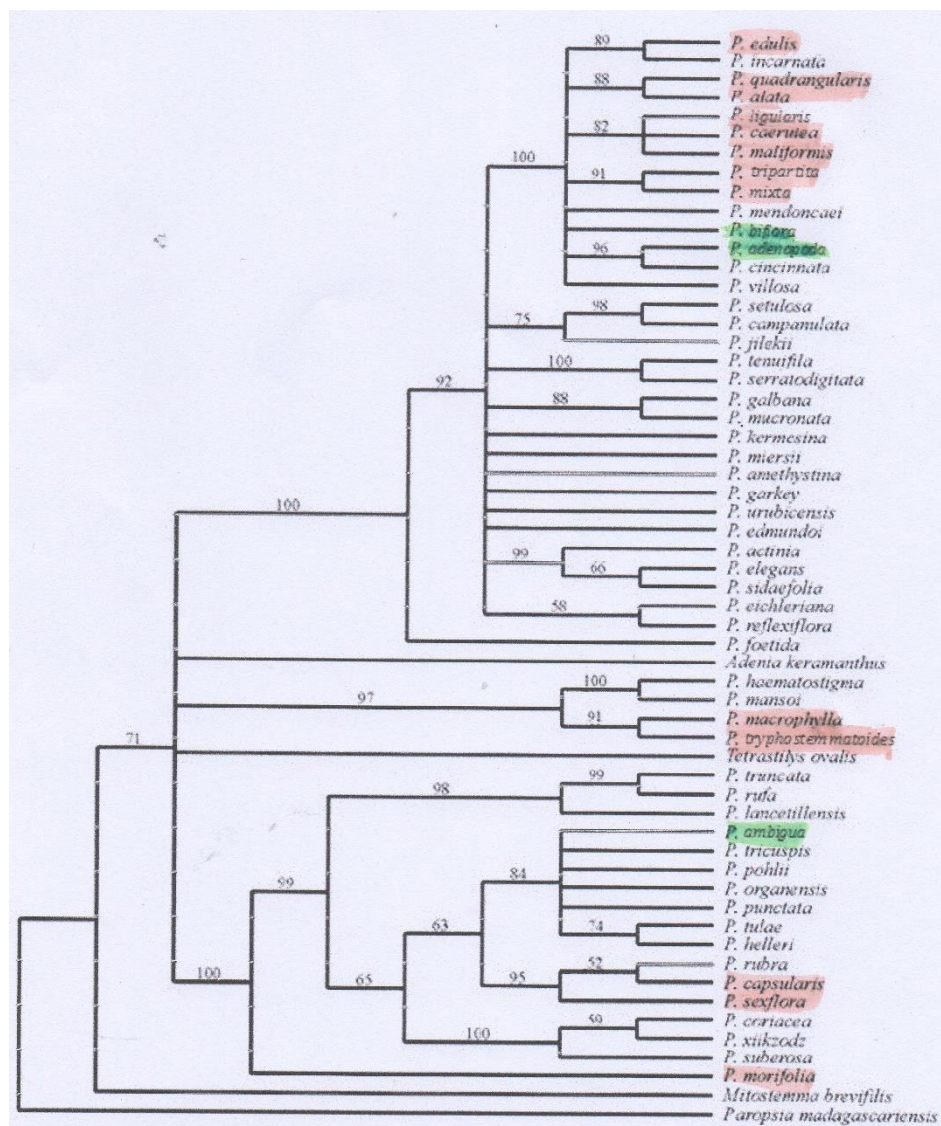 89
P. edulis
P. incarnata
88
P. quadrangularis
P. alata
P. ligularis
82
P. caerulea
P. maliformis
100
91
P. tripartita
P. mixta
P. mendoncaei
P. biflora
96
P. adenopoda
P. cincinnata
P. villosa
98
P. setulosa
75
P. campanulata
P. jilekii
100
P. tenuifila
P. serratodigitata
92
88
P. galbana
P. mucronata
P. kermesina
P. miersii
P. amethystina
P. garkey
100
P. urubicensis
P. edmundoi
99
P. actinia
66
P. elegans
P. sidaefolia
58
P. eichleriana
P. reflexiflora
P. foetida
Adenia keramanthus
100
P. haematostigma
97
P. mansoi
91
P. macrophylla
P. tryphostemmatoides
71
Tetrastilys ovalis
99
P. truncata
98
P. rufa
P. lancetillensis
P. ambigua
P. tricuspis
84
P. pohlii
99
P. organensis
P. punctata
63
74
P. tulae
P. helleri
52
P. rubra
100
65
95
P. capsularis
P. sexflora
59
P. coriacea
100
P. xiikzodz
P. suberosa
P. morifolia
Mitostemma brevifilis
Paropsia madagascariensis